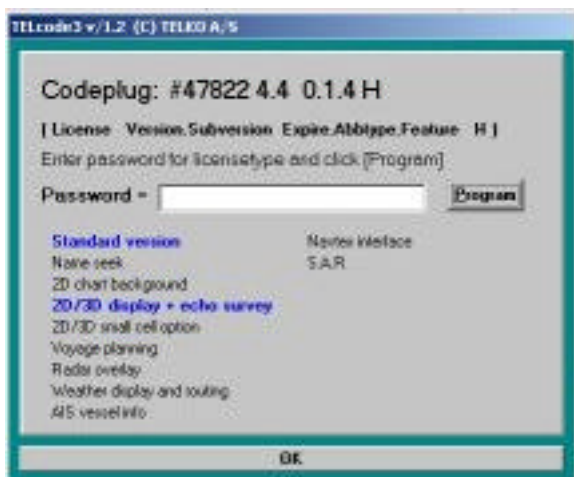 TELcode3 v/1.2 (C) TELKO A/S
Codeplug: #47822 4.4 0.1.4 H
[ License Version.Subversion Expire.Abbtype.Feature H ]
Enter password for licensetype and click [Program]
Password = Program
Standard version
Name seek
2D chart background
2D/3D display + echo survey
2D/3D small cell option
Voyage planning
Radar overlay
Weather display and routing
AIS vessel info
Navtex interface
S.A.R
OK